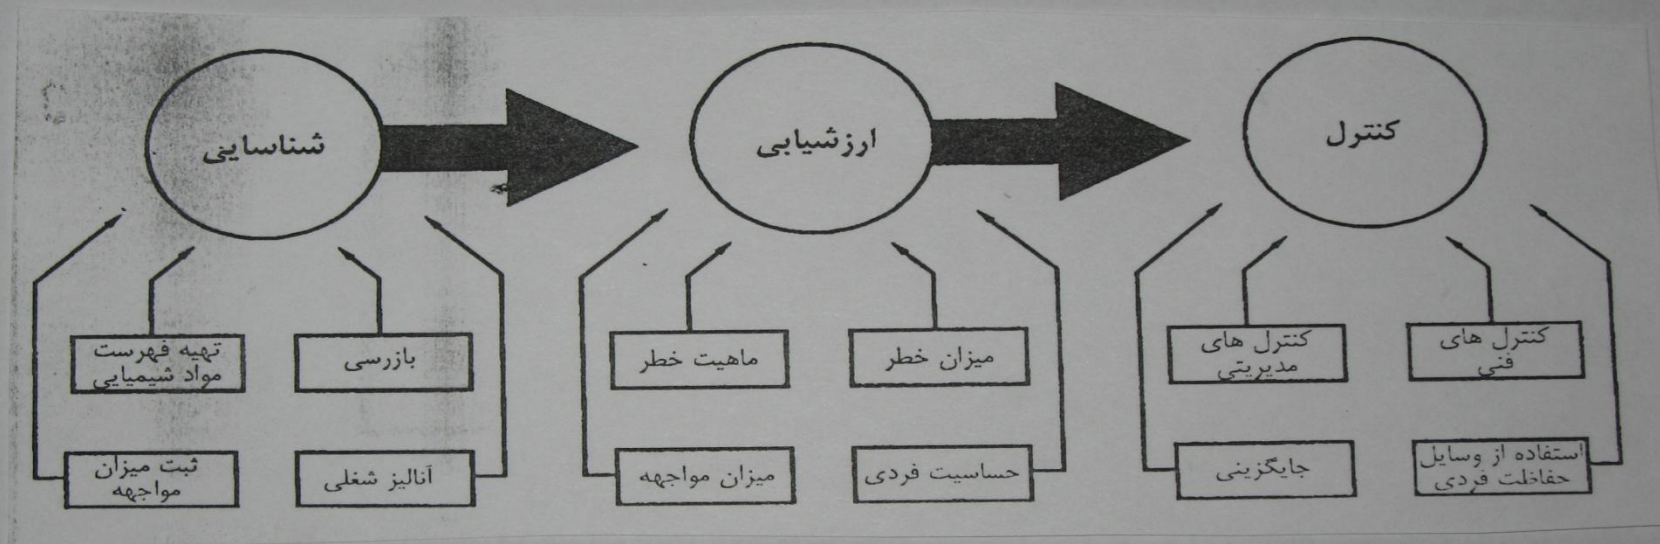 شناسایی
ارزشیابی
کنترل
تهیه فهرست
مواد شیمیایی
بازرسی
ثبت میزان
مواجهه
آنالیز شغلی
ماهیت خطر
میزان خطر
میزان مواجهه
حساسیت فردی
کنترل های
مدیریتی
کنترل های
فنی
جایگزینی
استفاده از وسایل
حفاظت فردی